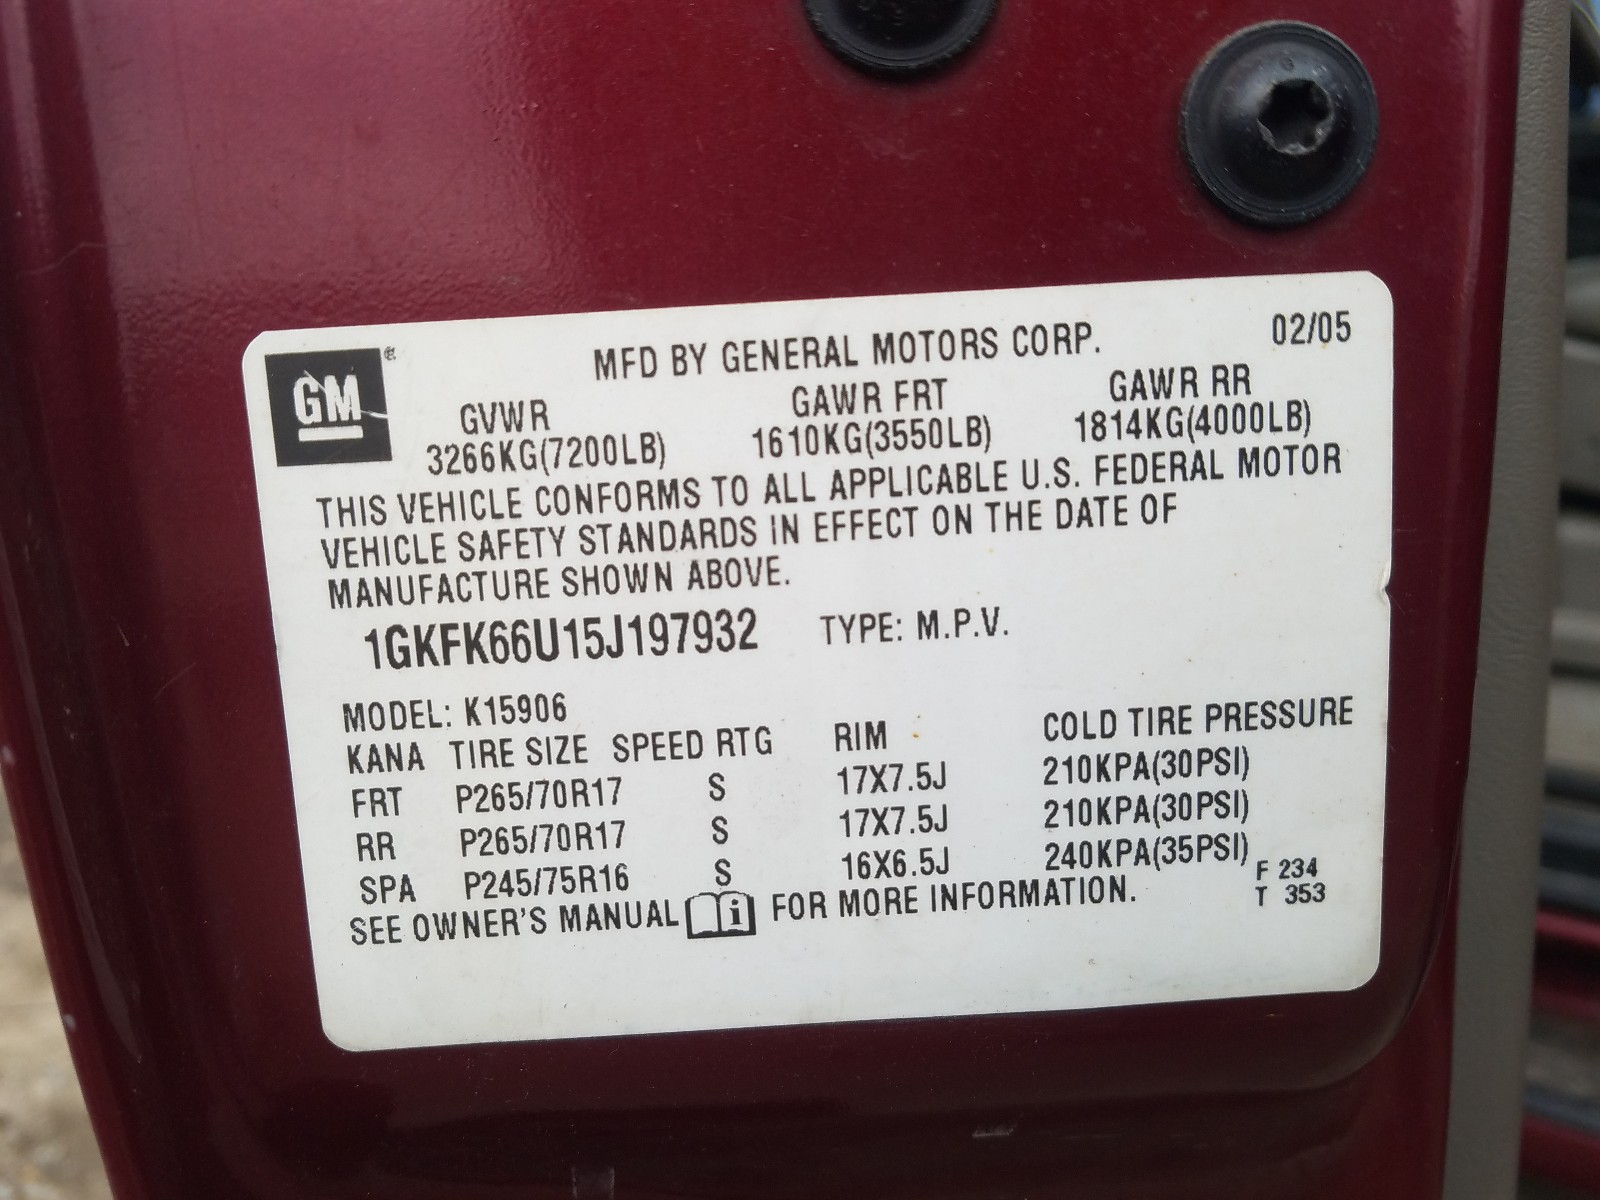 MFD BY GENERAL MOTORS CORP. 02/05
GM®
GVWR GAWR FRT GAWR RR
3266KG(7200LB) 1610KG(3550LB) 1814KG(4000LB)
THIS VEHICLE CONFORMS TO ALL APPLICABLE U.S. FEDERAL MOTOR
VEHICLE SAFETY STANDARDS IN EFFECT ON THE DATE OF
MANUFACTURE SHOWN ABOVE.
1GKFK66U15J197932 TYPE: M.P.V.
MODEL: K15906
KANA TIRE SIZE SPEED RTG RIM COLD TIRE PRESSURE
FRT P265/70R17 S 17X7.5J 210KPA(30PSI)
RR P265/70R17 S 17X7.5J 210KPA(30PSI)
SPA P245/75R16 S 16X6.5J 240KPA(35PSI)
SEE OWNER'S MANUAL i FOR MORE INFORMATION.
F 234
T 353